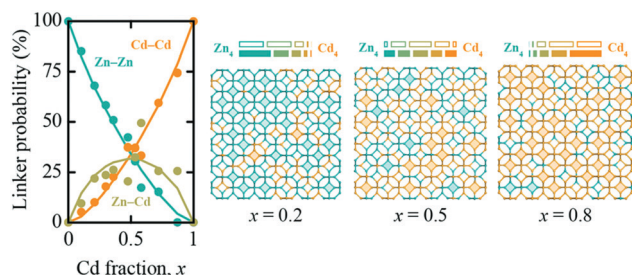 Linker probability (%)
100
75
50
25
0
Zn–Zn
Cd–Cd
Zn–Cd
0
0.5
1
Cd fraction, x
Zn4
Cd4
x = 0.2
Zn4
Cd4
x = 0.5
Zn4
Cd4
x = 0.8